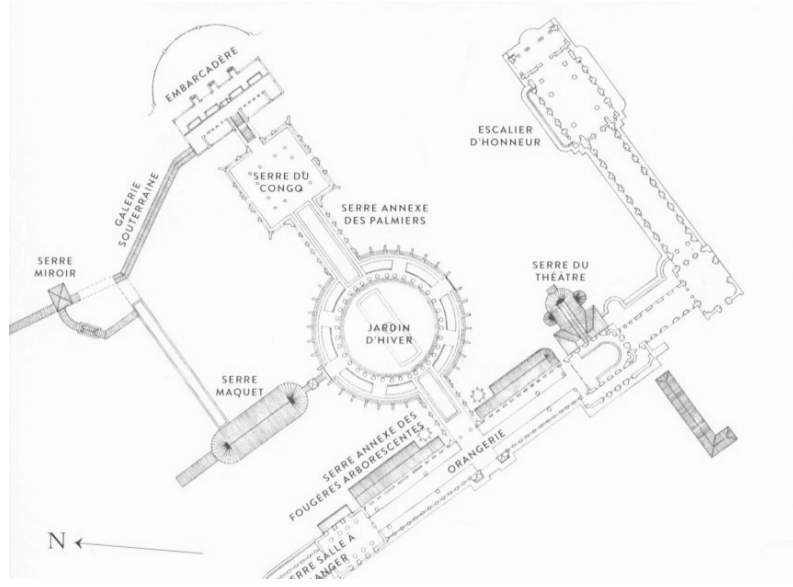 EMBARCADÈRE
ESCALIER
D'HONNEUR
SERRE DU
CONGO
GALERIE
SOUTERRAINE
SERRE ANNEXE
DES PALMIERS
SERRE
MIROIR
SERRE DU
THÉÂTRE
JARDIN
D'HIVER
SERRE
MAQUET
SERRE ANNEXE DES
FOUGÈRES ARBORESCENTES
ORANGERIE
N
SALLE À